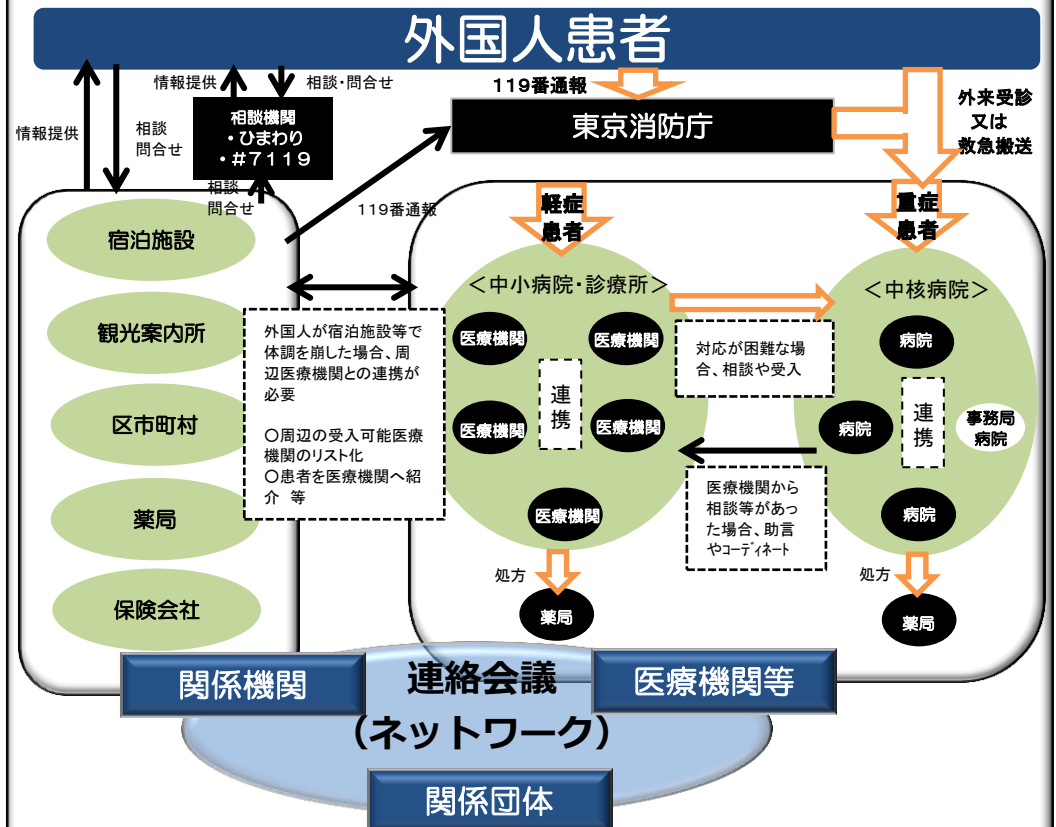 外国人患者
情報提供
相談
問合せ
情報提供
相談・問合せ
相談機関
・ひまわり
・#7119
相談
問合せ
119番通報
119番通報
東京消防庁
外来受診
又は
救急搬送
宿泊施設
観光案内所
区市町村
薬局
保険会社
外国人が宿泊施設等で
体調を崩した場合、周
辺医療機関との連携が
必要
○周辺の受入可能医療
機関のリスト化
○患者を医療機関へ紹
介 等
軽症
患者
重症
患者
＜中小病院・診療所＞
医療機関
医療機関
医療機関
医療機関
連
携
医療機関
処方
薬局
対応が困難な場
合、相談や受入
医療機関から
相談等があっ
た場合、助言
やコーディネート
＜中核病院＞
病院
病院
連
携
事務局
病院
病院
処方
薬局
関係機関
連絡会議
（ネットワーク）
医療機関等
関係団体